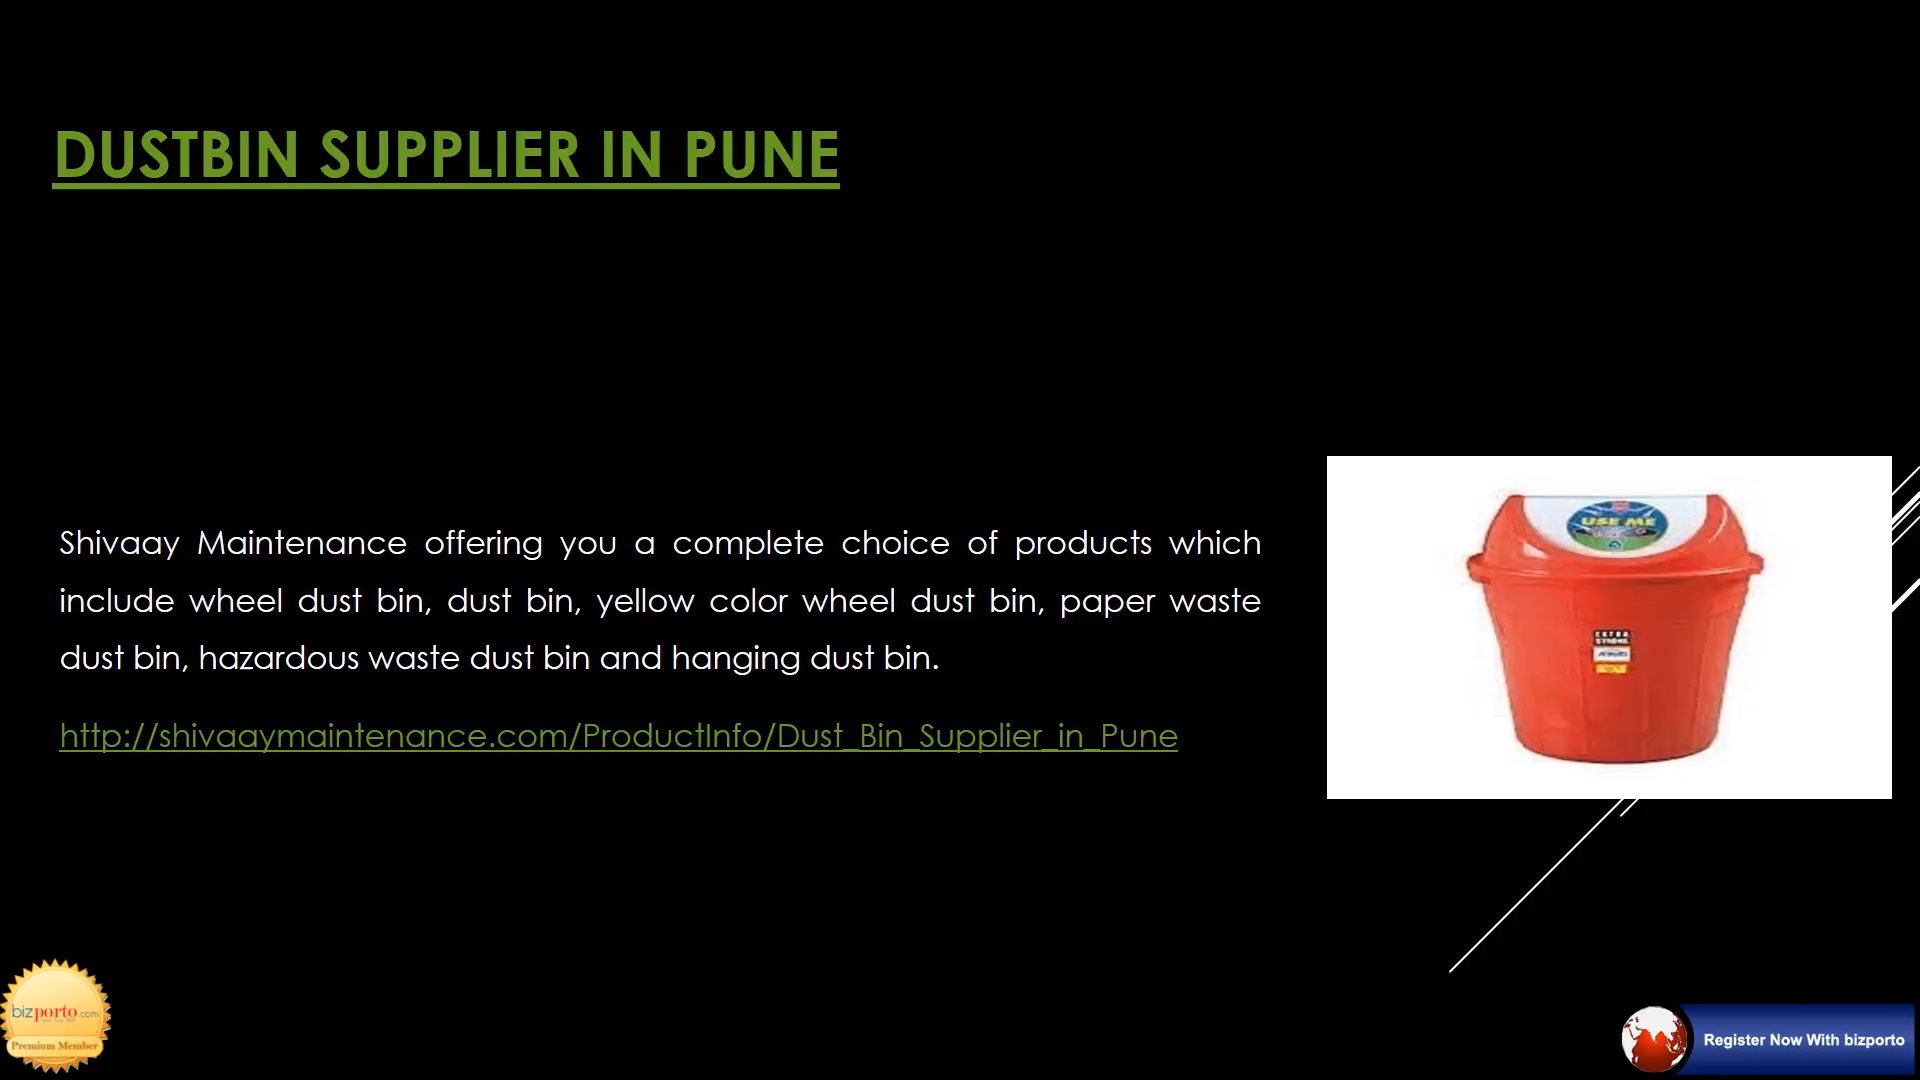 DUSTBIN SUPPLIER IN PUNE
Shivaay Maintenance offering you a complete choice of products which
include wheel dust bin, dust bin, yellow color wheel dust bin, paper waste
dust bin, hazardous waste dust bin and hanging dust bin.
http://shivaaymaintenance.com/ProductInfo/Dust_Bin_Supplier_in_Pune
USE ME
EXTRA
STRONG
bizporto.com
Premium Member
Register Now With bizporto